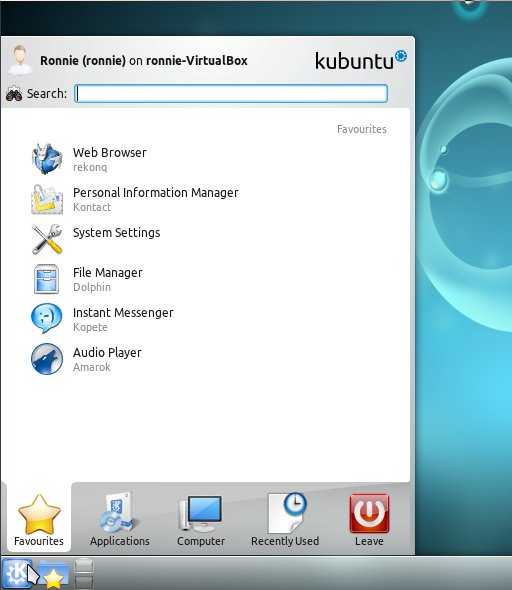 Ronnie (ronnie) on ronnie-VirtualBox
kubuntu
Search:
Favourites
Web Browser
rekonq
Personal Information Manager
Kontact
System Settings
File Manager
Dolphin
Instant Messenger
Kopete
Audio Player
Amarok
Favourites Applications Computer Recently Used Leave